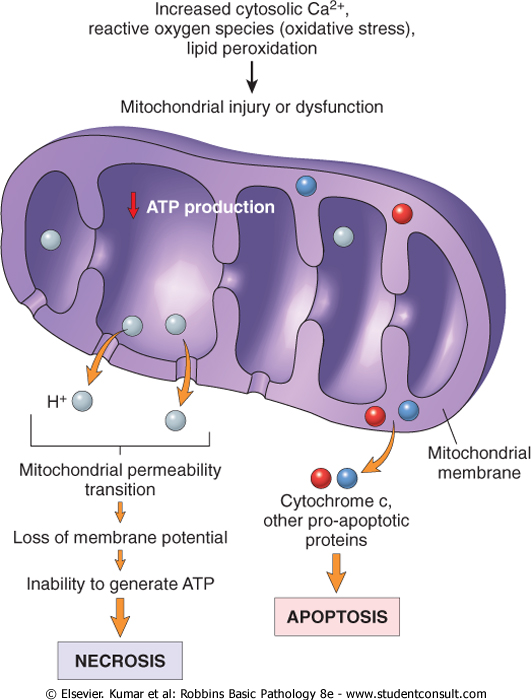 Increased cytosolic Ca²⁺,
reactive oxygen species (oxidative stress),
lipid peroxidation
Mitochondrial injury or dysfunction
ATP production
H⁺
Mitochondrial permeability
transition
Loss of membrane potential
Inability to generate ATP
NECROSIS
Mitochondrial
membrane
Cytochrome c,
other pro-apoptotic
proteins
APOPTOSIS
© Elsevier. Kumar et al: Robbins Basic Pathology 8e - www.studentconsult.com